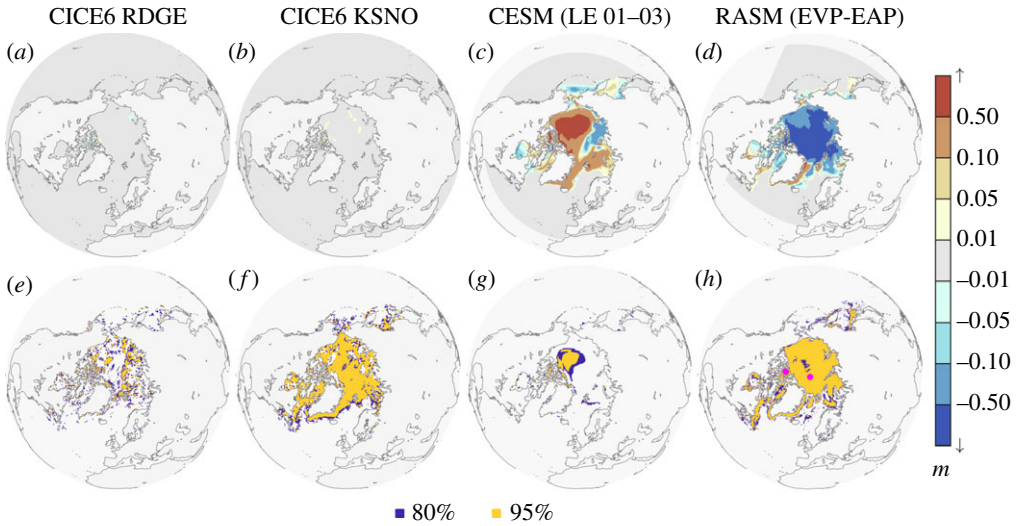 CICE6 RDGE CICE6 KSNO CESM (LE 01–03) RASM (EVP-EAP)
(a) (b) (c) (d)
0.50
0.10
0.05
0.01
–0.01
–0.05
–0.10
–0.50
m
(e) (f) (g) (h)
80% 95%